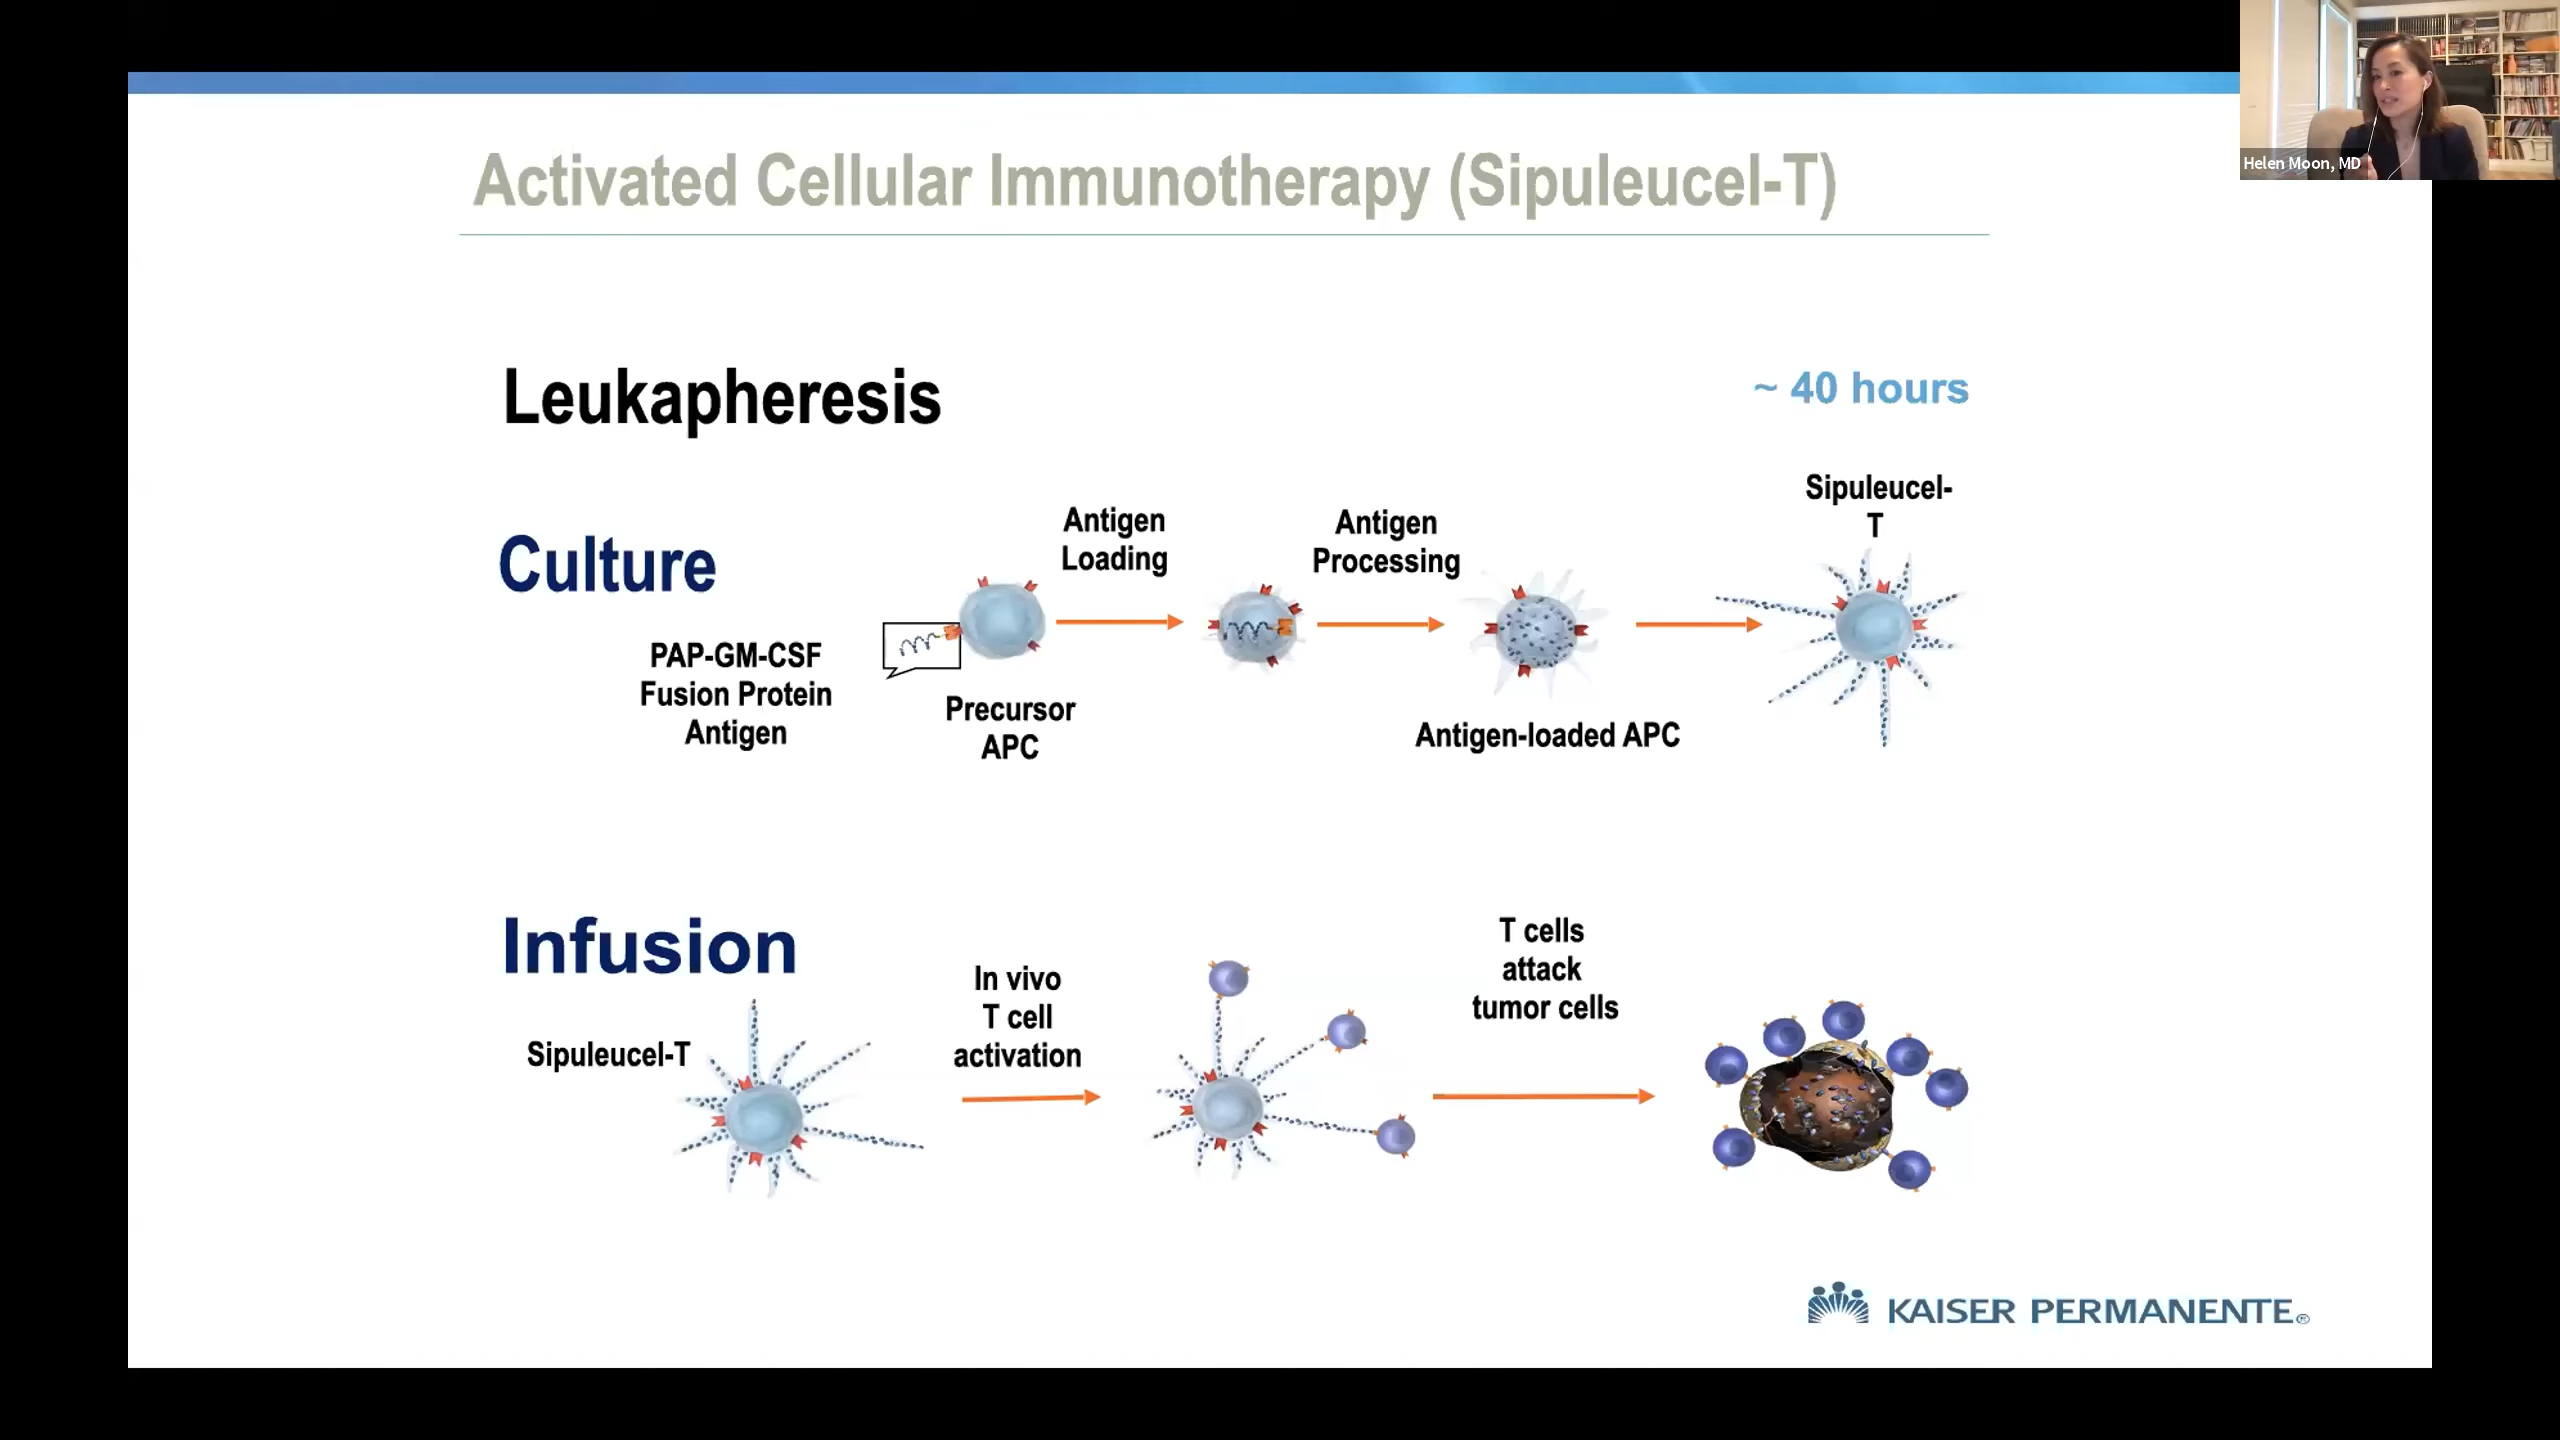 Helen Moon, MD
Activated Cellular Immunotherapy (Sipuleucel-T)
Leukapheresis
~ 40 hours
Culture
PAP-GM-CSF
Fusion Protein
Antigen
Precursor
APC
Antigen
Loading
Antigen
Processing
Antigen-loaded APC
Sipuleucel-
T
Infusion
Sipuleucel-T
In vivo
T cell
activation
T cells
attack
tumor cells
KAISER PERMANENTE®